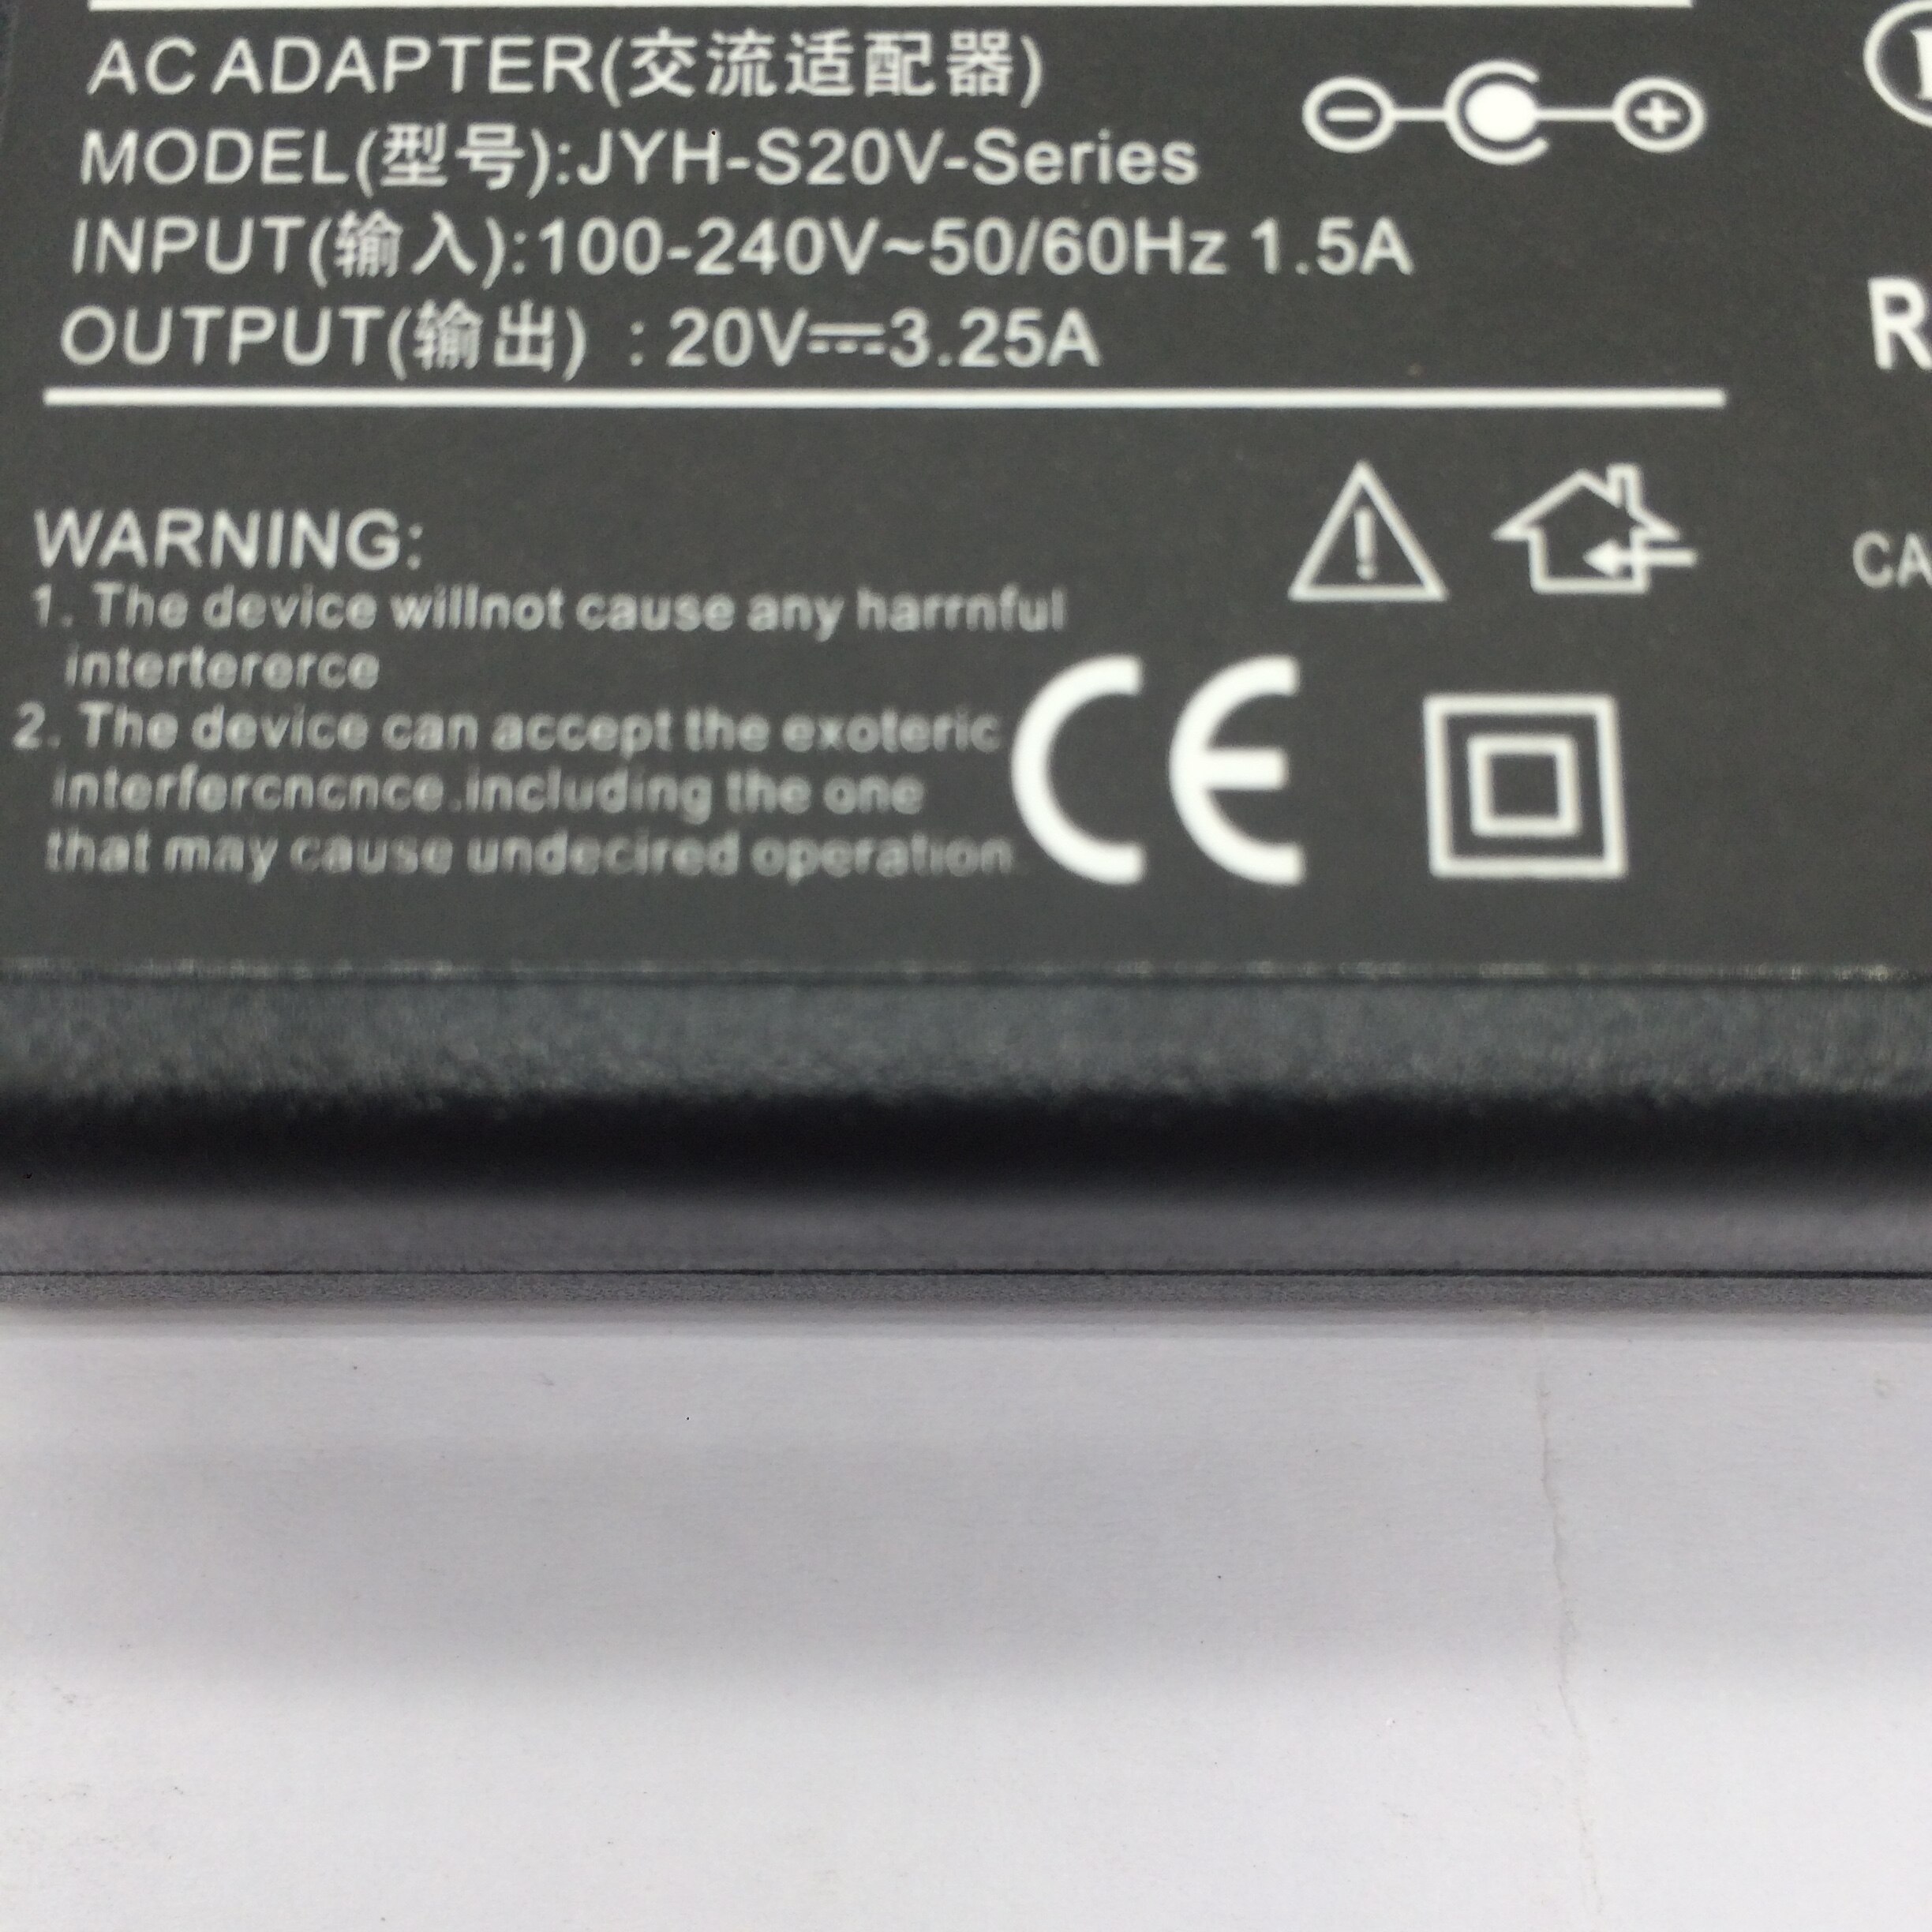 AC ADAPTER(交流适配器)
MODEL(型号):JYH-S20V-Series
INPUT(输入):100-240V~50/60Hz 1.5A
OUTPUT(输出) : 20V⎓3.25A
R
WARNING:
CA
1. The device willnot cause any harrnful
intertererce
2. The device can accept the exoteric
interfercncnce.including the one
that may cause undecired operation
CE